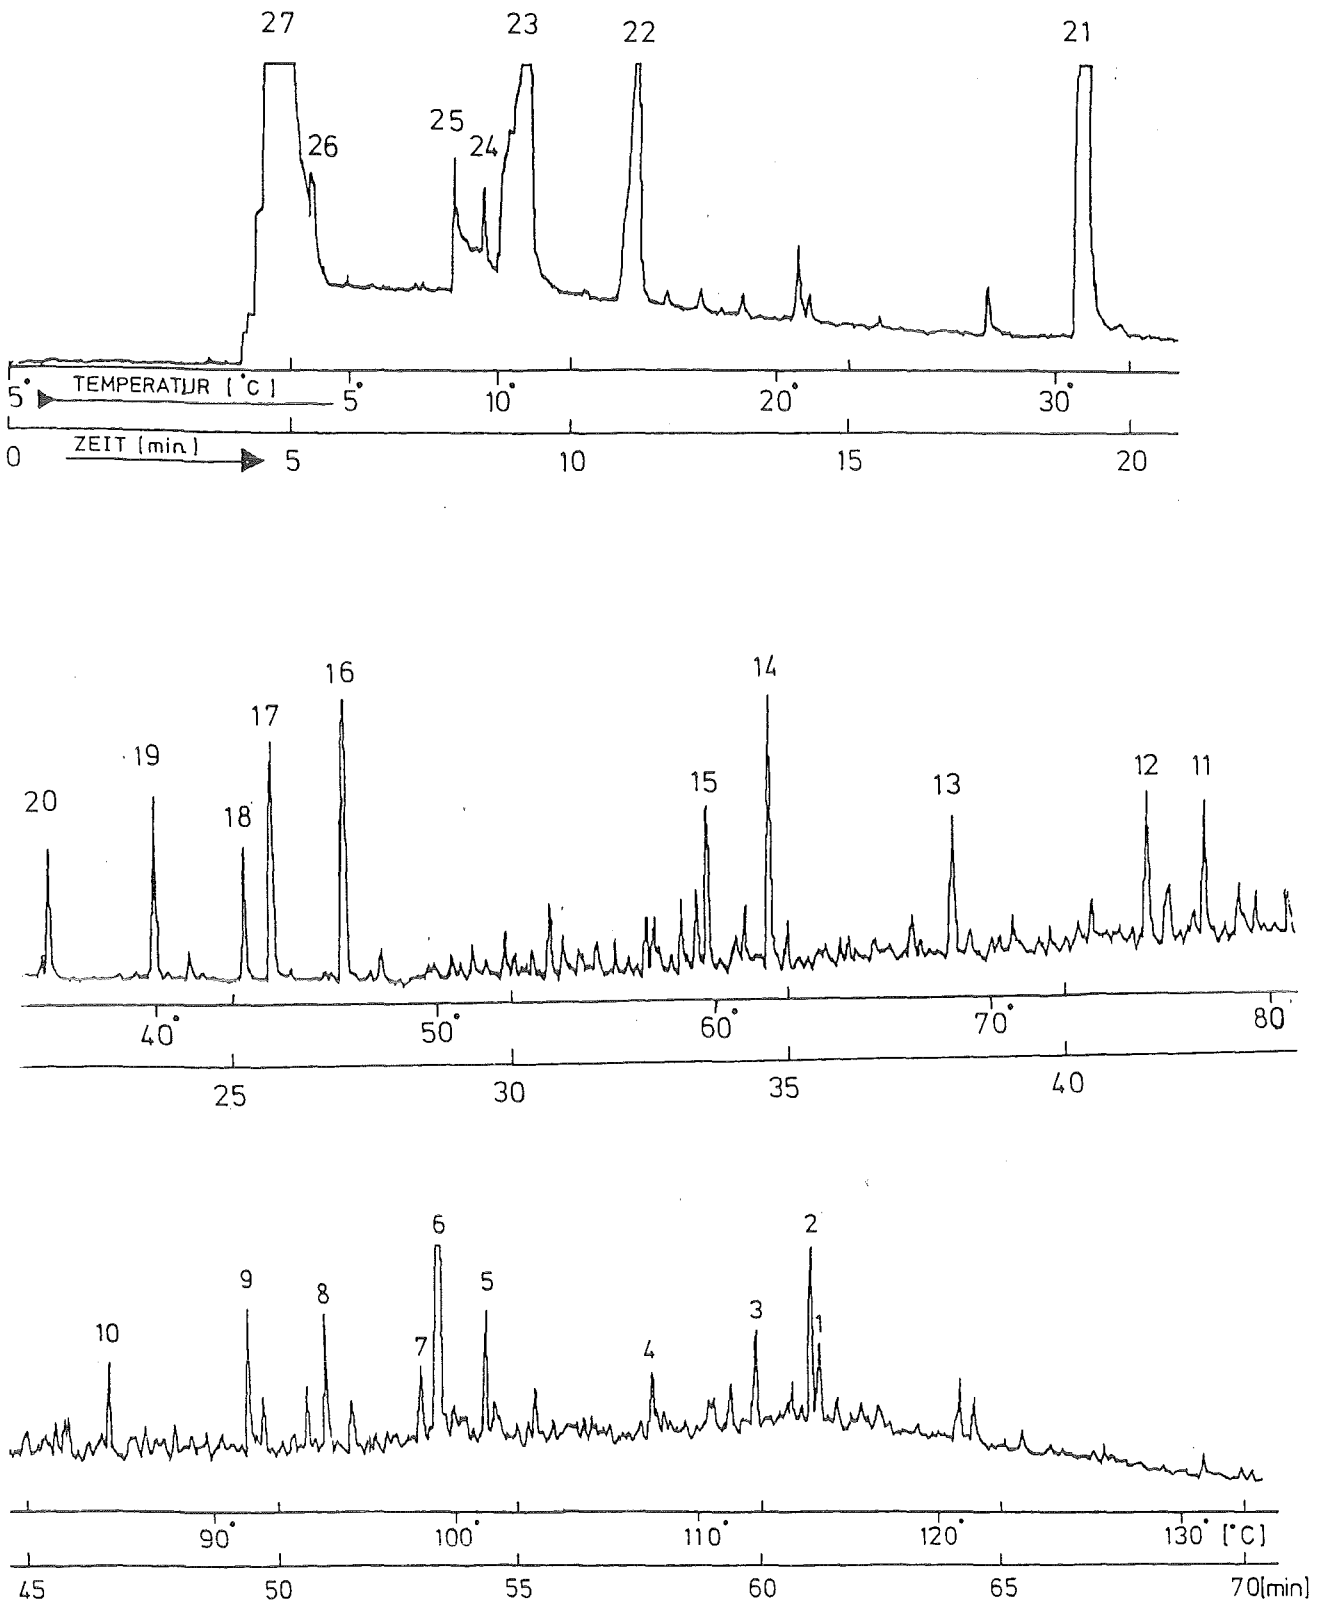 27 23 22 21
25 24 26
5° TEMPERATUR [°C] 5° 10° 20° 30°
ZEIT [min]
0 5 10 15 20
16 14
20 19 18 17 15 13 12 11
40° 50° 60° 70° 80°
25 30 35 40
6 2
10 9 8 7 5 4 3 1
90° 100° 110° 120° 130° [°C]
45 50 55 60 65 70[min]